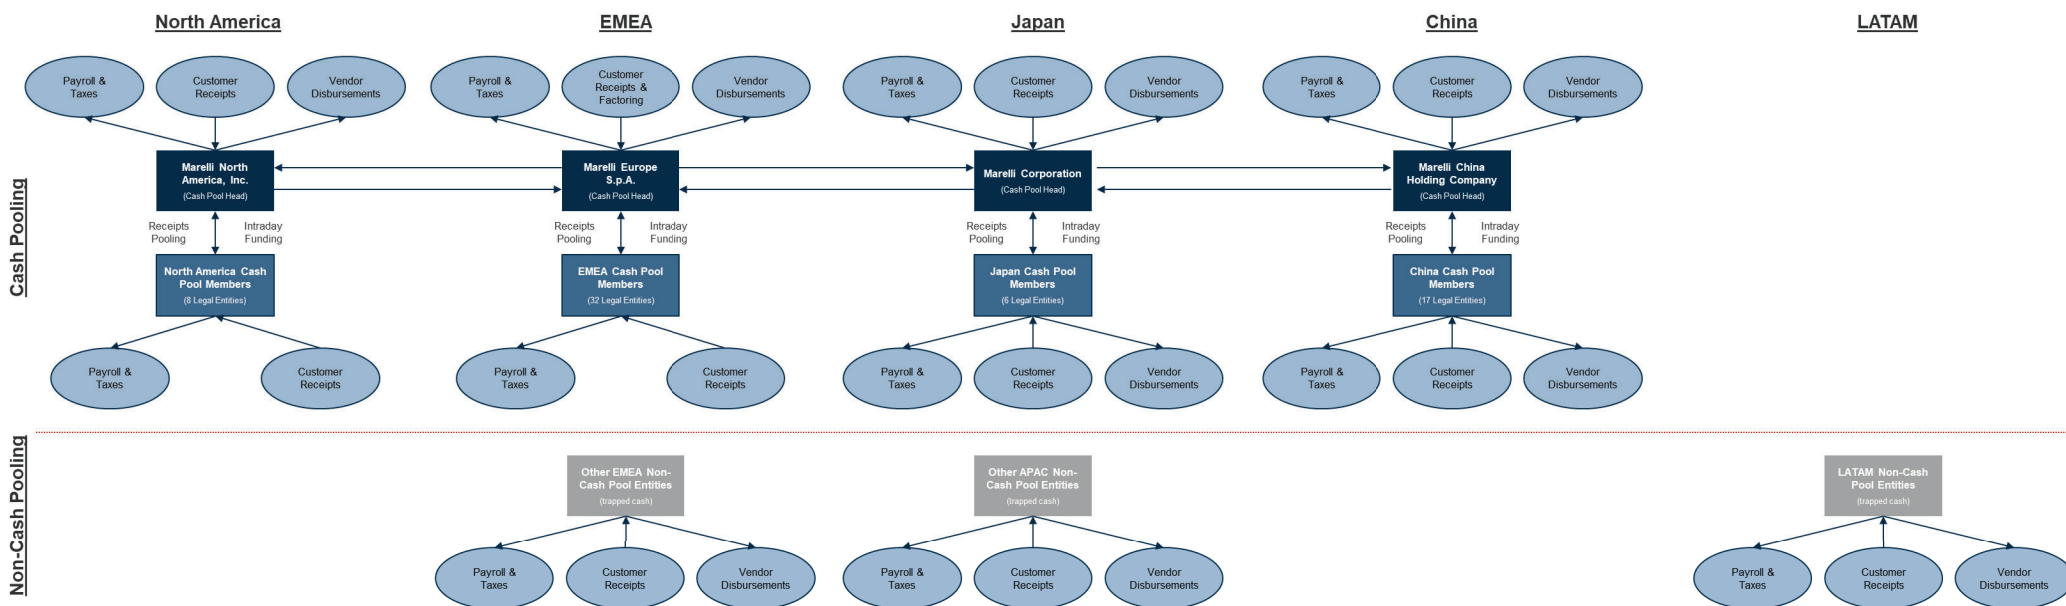 North America
EMEA
Japan
China
LATAM
Payroll &
Taxes
Customer
Receipts
Vendor
Disbursements
Payroll &
Taxes
Customer
Receipts &
Factoring
Vendor
Disbursements
Payroll &
Taxes
Customer
Receipts
Vendor
Disbursements
Payroll &
Taxes
Customer
Receipts
Vendor
Disbursements
Cash Pooling
Marelli North
America, Inc.
(Cash Pool Head)
Marelli Europe
S.p.A.
(Cash Pool Head)
Marelli Corporation
(Cash Pool Head)
Marelli China
Holding Company
(Cash Pool Head)
Receipts
Pooling
Intraday
Funding
Receipts
Pooling
Intraday
Funding
Receipts
Pooling
Intraday
Funding
Receipts
Pooling
Intraday
Funding
North America Cash
Pool Members
(8 Legal Entities)
EMEA Cash Pool
Members
(32 Legal Entities)
Japan Cash Pool
Members
(6 Legal Entities)
China Cash Pool
Members
(17 Legal Entities)
Payroll &
Taxes
Customer
Receipts
Payroll &
Taxes
Customer
Receipts
Payroll &
Taxes
Customer
Receipts
Vendor
Disbursements
Payroll &
Taxes
Customer
Receipts
Vendor
Disbursements
Non-Cash Pooling
Other EMEA Non-
Cash Pool Entities
(trapped cash)
Other APAC Non-
Cash Pool Entities
(trapped cash)
LATAM Non-Cash
Pool Entities
(trapped cash)
Payroll &
Taxes
Customer
Receipts
Vendor
Disbursements
Payroll &
Taxes
Customer
Receipts
Vendor
Disbursements
Payroll &
Taxes
Customer
Receipts
Vendor
Disbursements